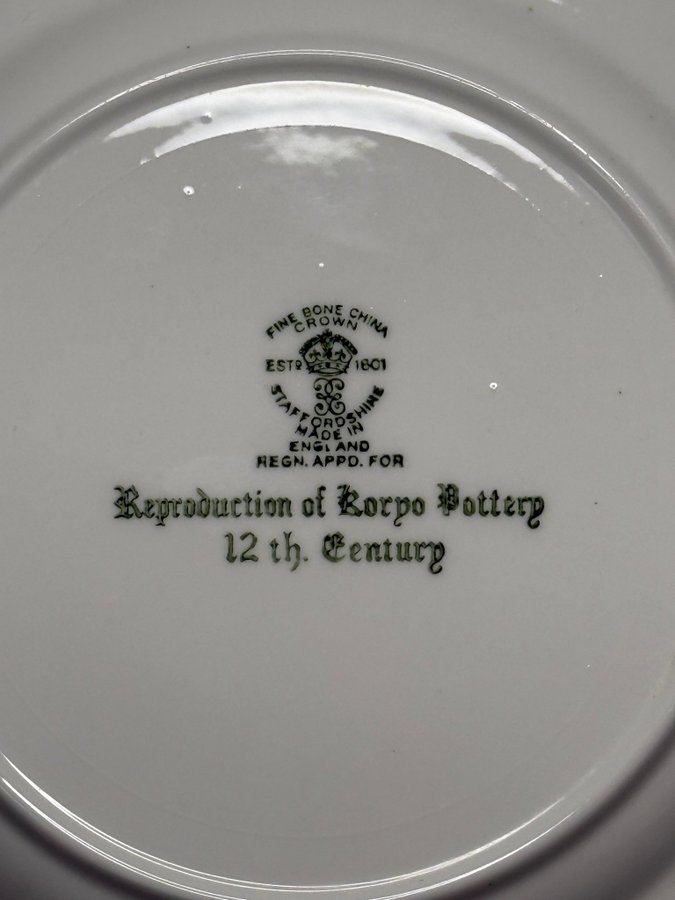 FINE BONE CHINA
CROWN
ESTD 1801
STAFFORDSHIRE
MADE IN
ENGLAND
REGN. APPD. FOR
Reproduction of Koryo Pottery
12 th. Century